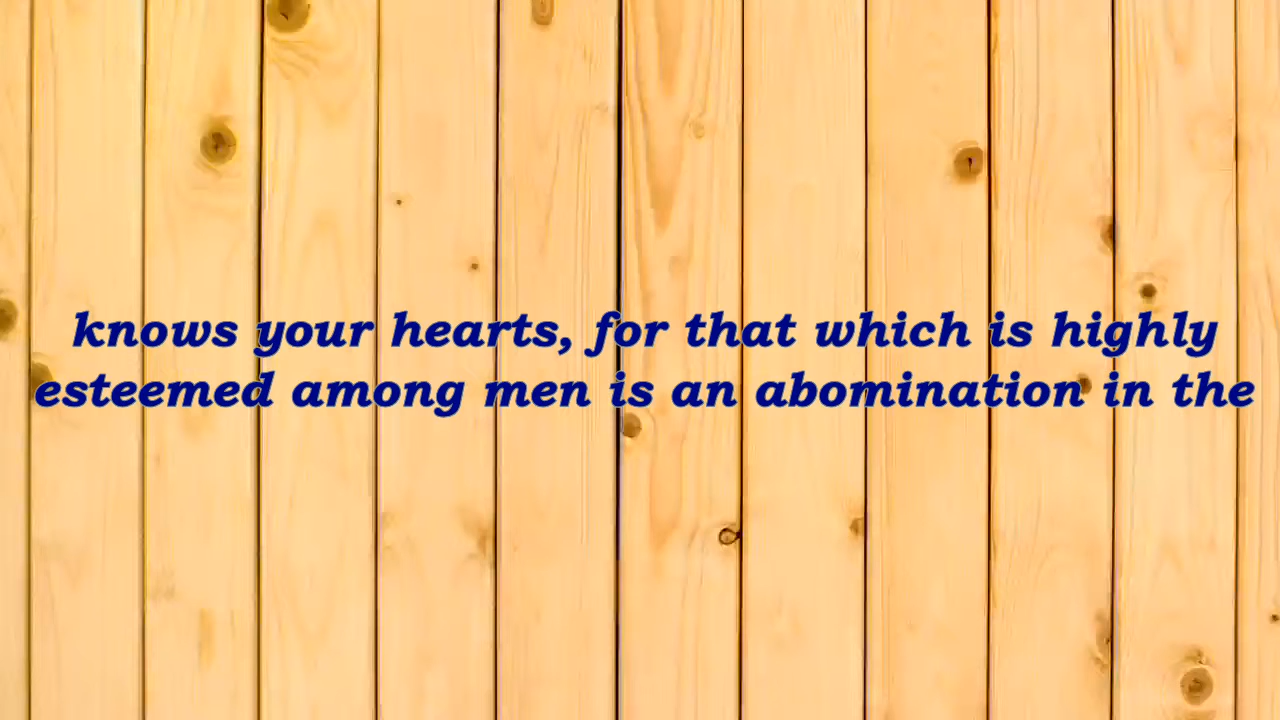 knows your hearts, for that which is highly
esteemed among men is an abomination in the